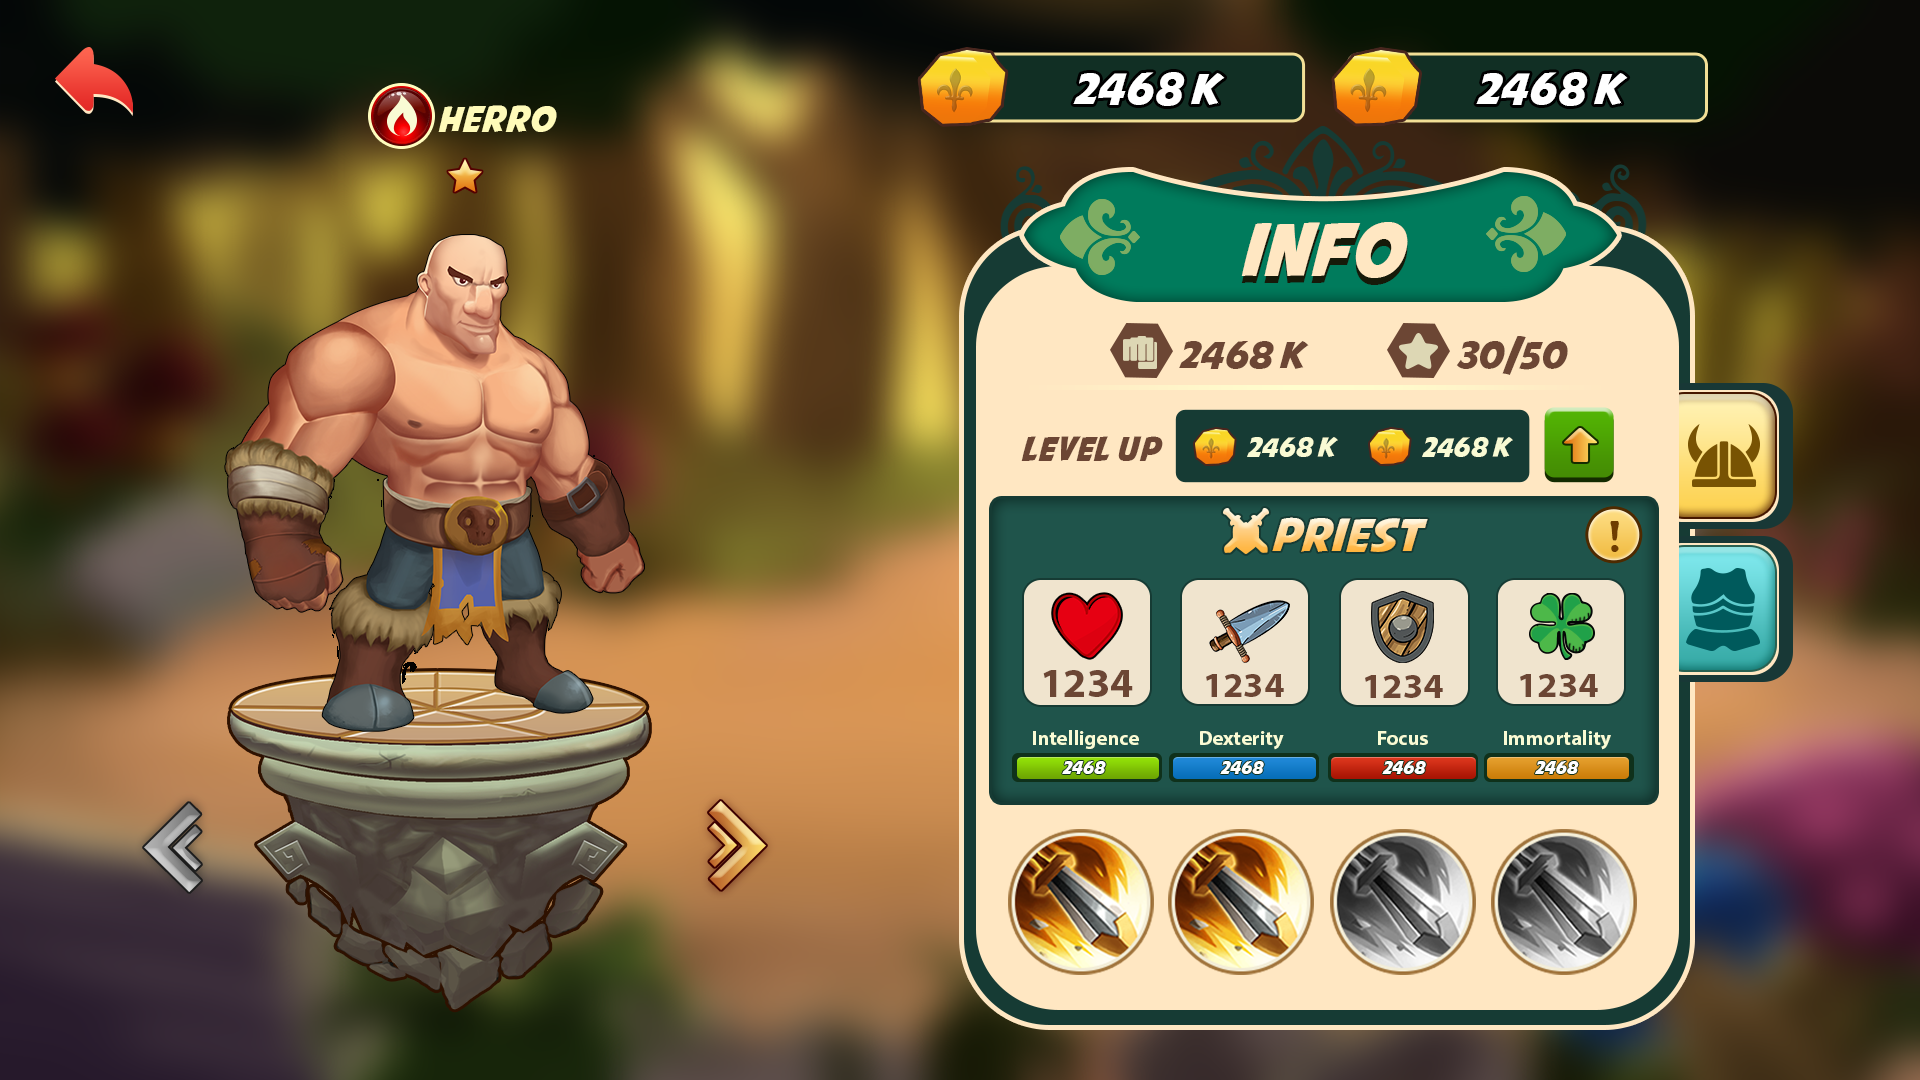 HERRO
2468 K
2468 K
INFO
2468 K
30/50
LEVEL UP
2468 K
2468 K
PRIEST
!
1234
1234
1234
1234
Intelligence
Dexterity
Focus
Immortality
2468
2468
2468
2468